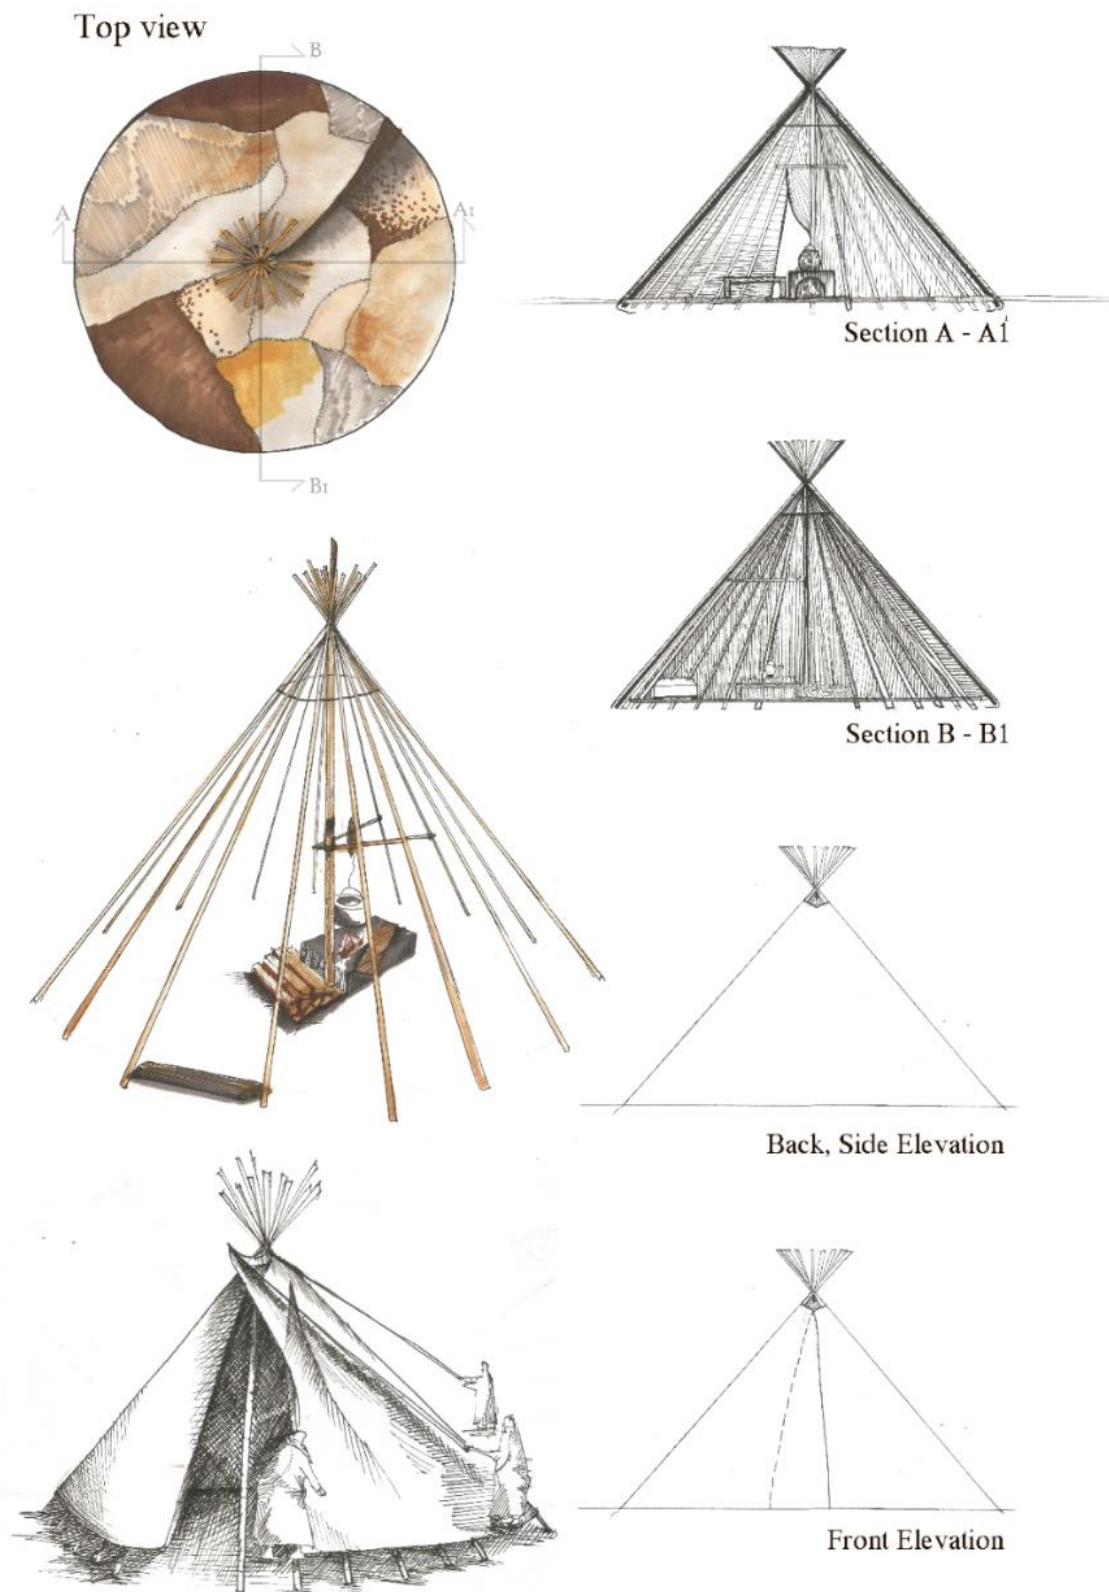 Top view
B
A
A1
B1
Section A - A1
Section B - B1
Back, Side Elevation
Front Elevation